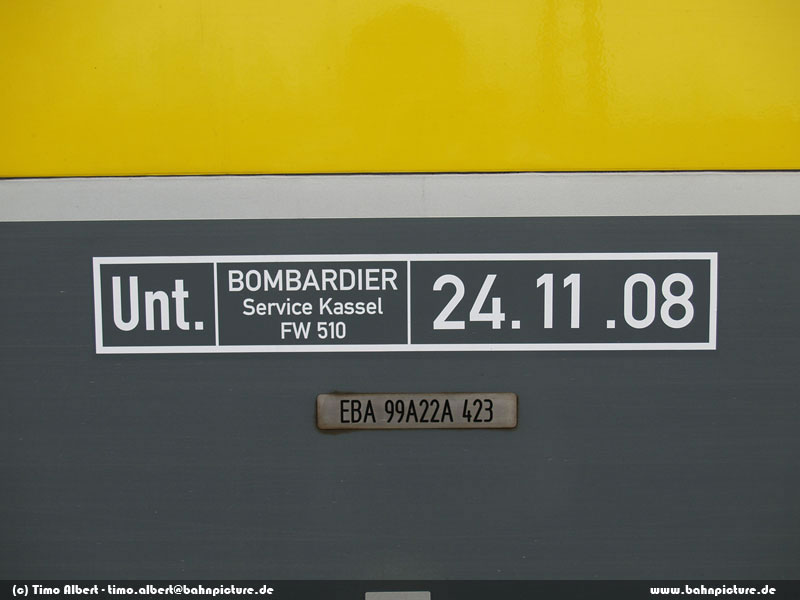 Unt.
BOMBARDIER
Service Kassel
FW 510
24.11.08
EBA 99A22A 423
(c) Timo Albert - timo.albert@bahnpicture.de
www.bahnpicture.de